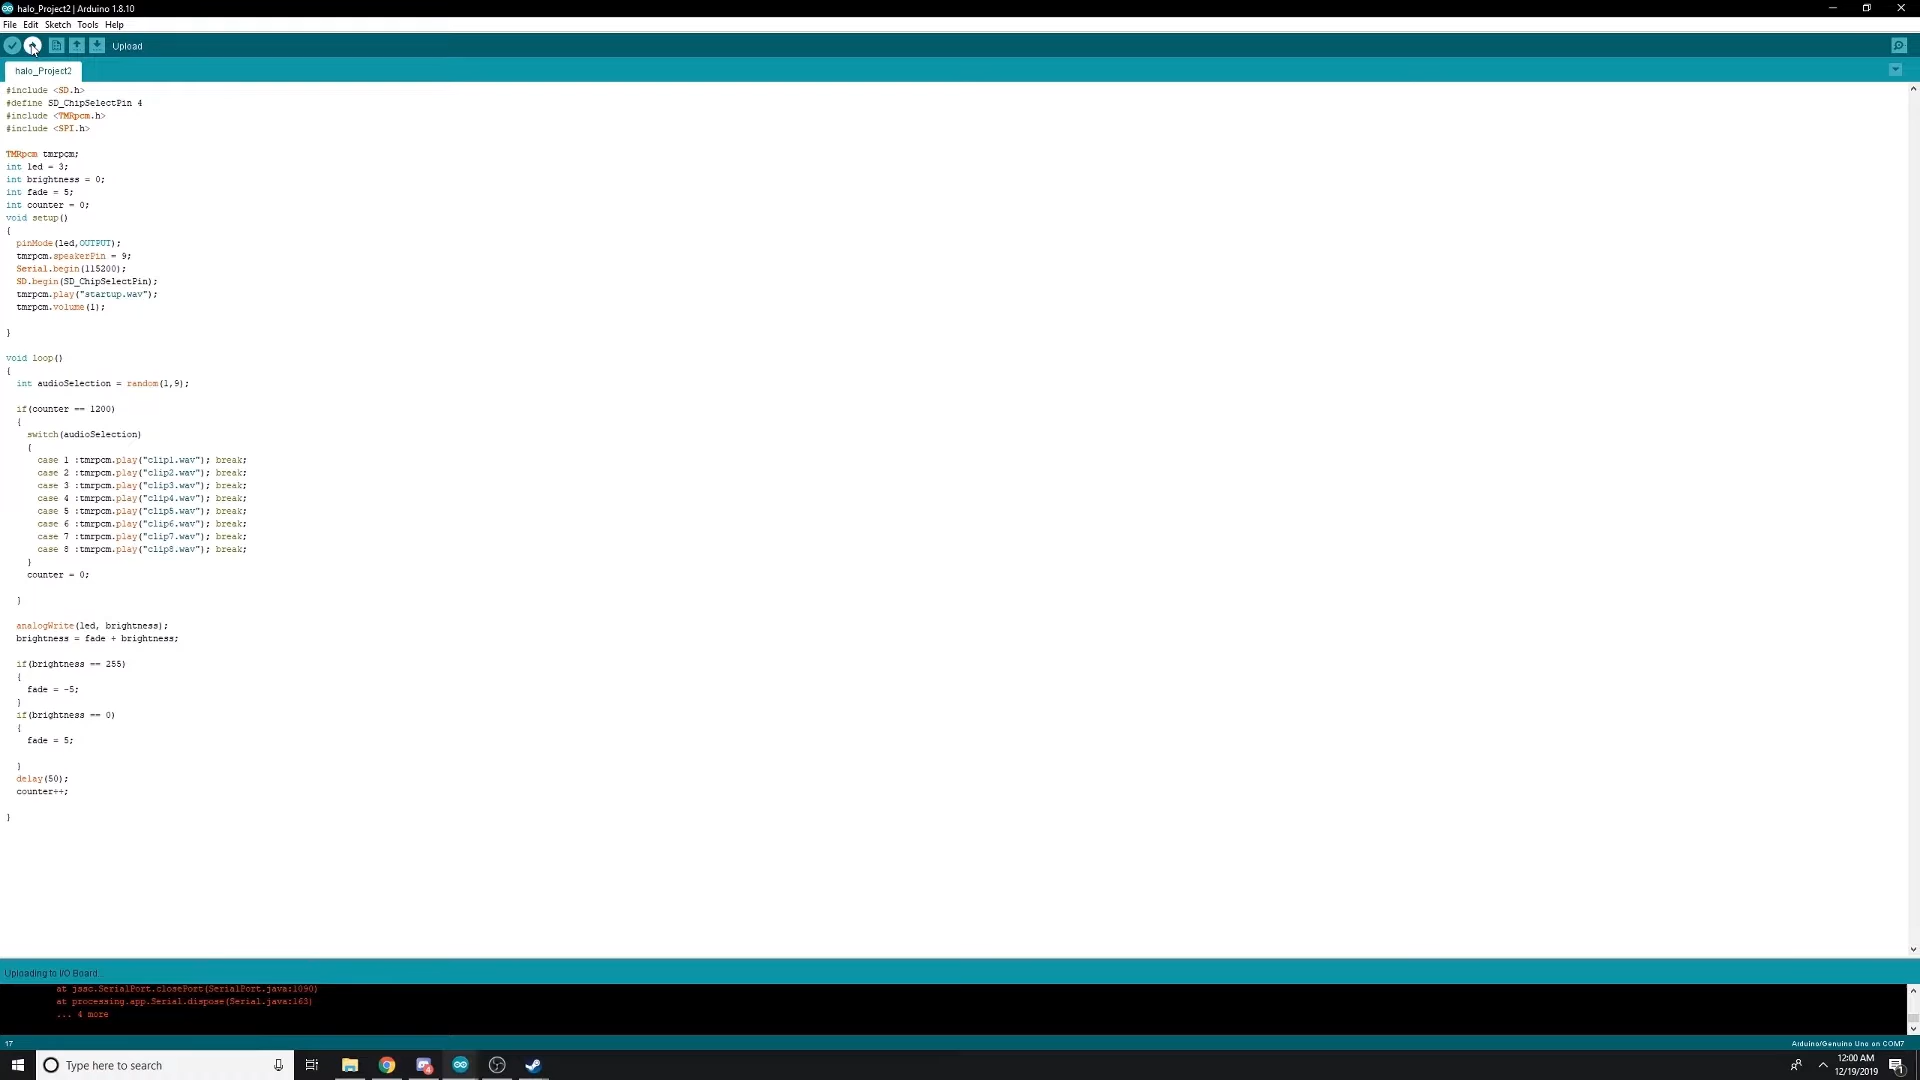 halo_Project2 | Arduino 1.8.10
File Edit Sketch Tools Help
Upload
halo_Project2
#include <SD.h>
#define SD_ChipSelectPin 4
#include <TMRpcm.h>
#include <SPI.h>
TMRpcm tmrpcm;
int led = 3;
int brightness = 0;
int fade = 5;
int counter = 0;
void setup()
{
pinMode(led,OUTPUT);
tmrpcm.speakerPin = 9;
Serial.begin(115200);
SD.begin(SD_ChipSelectPin);
tmrpcm.play("startup.wav");
tmrpcm.volume(1);
}
void loop()
{
int audioSelection = random(1,9);
if(counter == 1200)
{
switch(audioSelection)
{
case 1 :tmrpcm.play("clip1.wav"); break;
case 2 :tmrpcm.play("clip2.wav"); break;
case 3 :tmrpcm.play("clip3.wav"); break;
case 4 :tmrpcm.play("clip4.wav"); break;
case 5 :tmrpcm.play("clip5.wav"); break;
case 6 :tmrpcm.play("clip6.wav"); break;
case 7 :tmrpcm.play("clip7.wav"); break;
case 8 :tmrpcm.play("clip8.wav"); break;
}
counter = 0;
}
analogWrite(led, brightness);
brightness = fade + brightness;
if(brightness == 255)
{
fade = -5;
}
if(brightness == 0)
{
fade = 5;
}
delay(50);
counter++;
}
Uploading to I/O Board...
at jssc.SerialPort.closePort(SerialPort.java:1090)
at processing.app.Serial.dispose(Serial.java:163)
... 4 more
17
Arduino/Genuino Uno on COM7
Type here to search
12:00 AM
12/19/2019